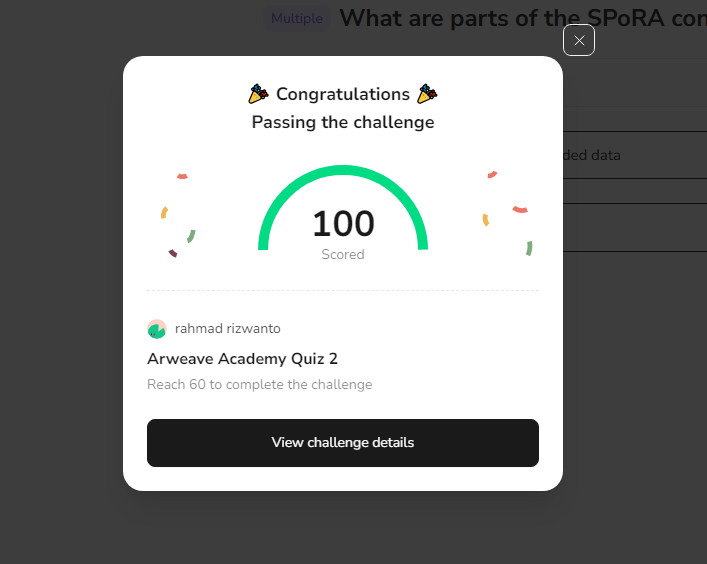 Multiple What are parts of the SPoRA con
Congratulations
Passing the challenge
ded data
100
Scored
rahmad rizwanto
Arweave Academy Quiz 2
Reach 60 to complete the challenge
View challenge details